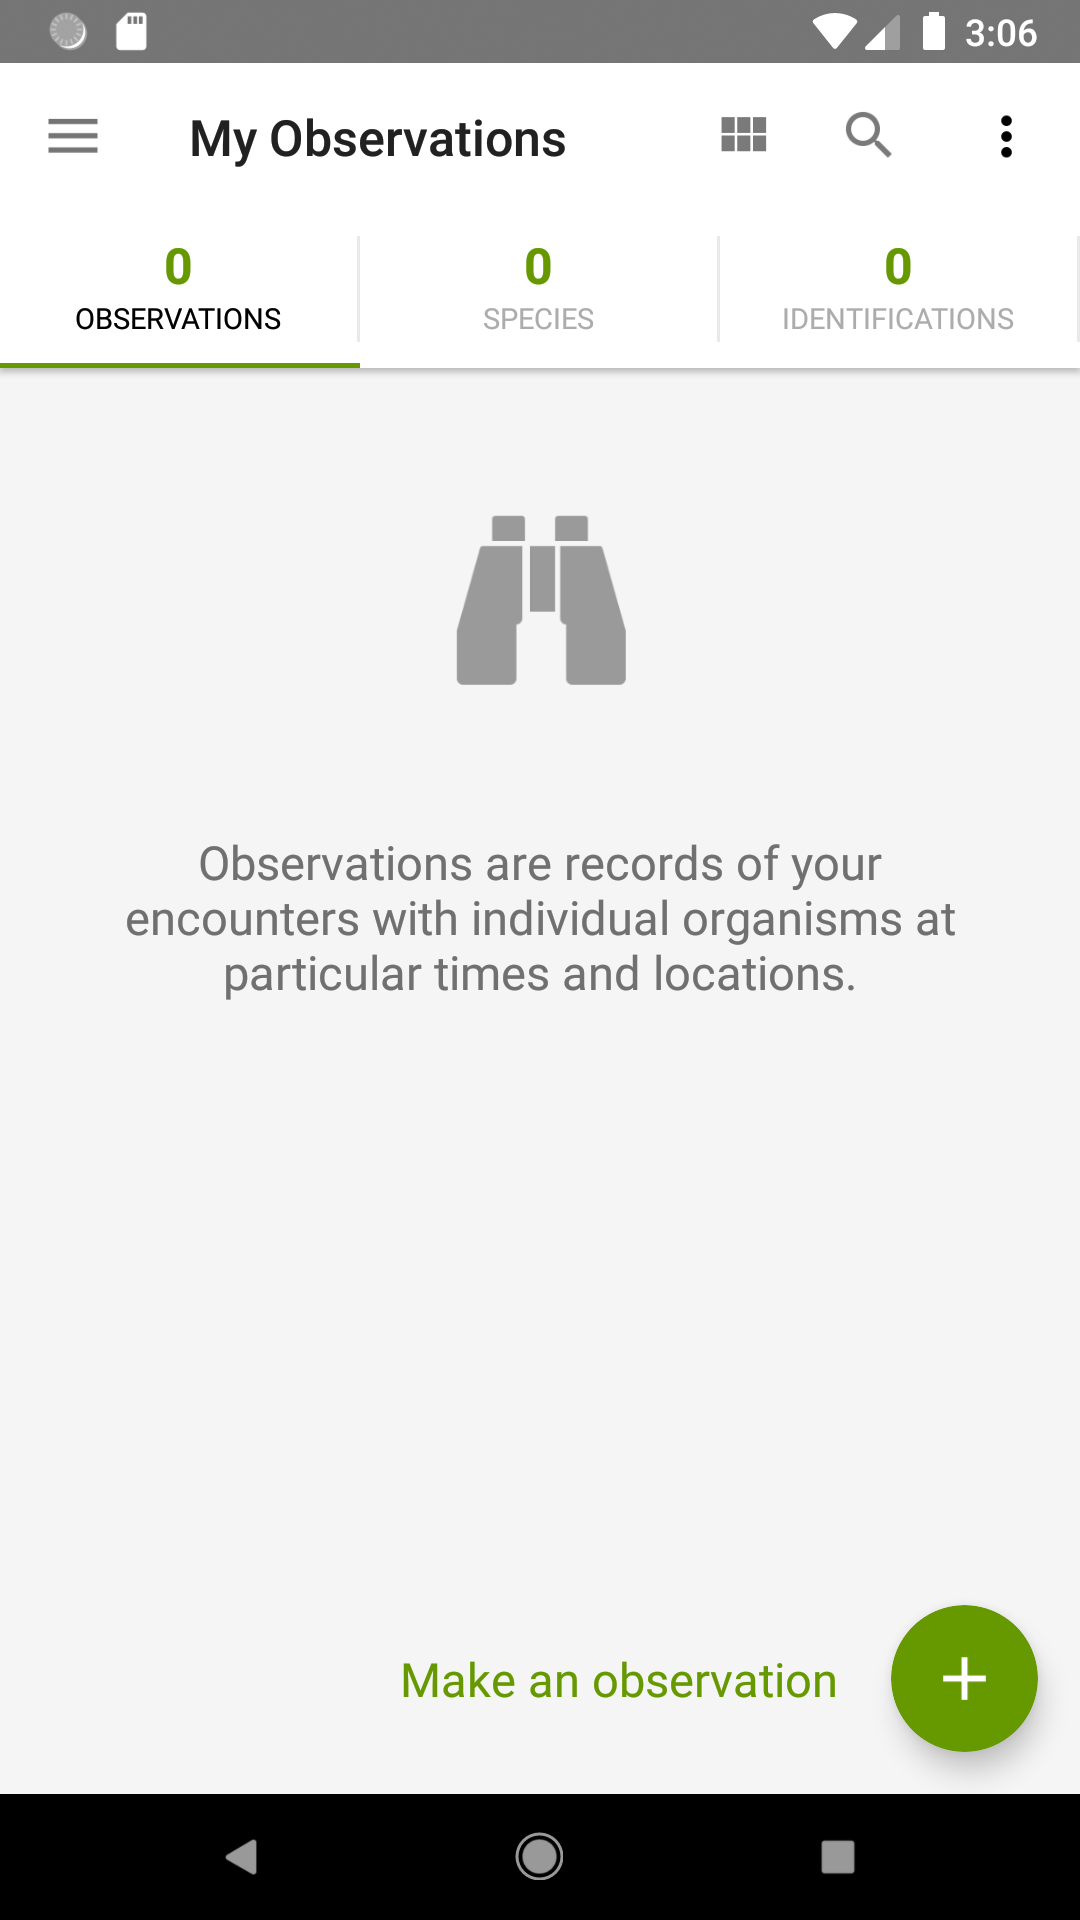 3:06
My Observations
0 0 0
OBSERVATIONS SPECIES IDENTIFICATIONS
Observations are records of your
encounters with individual organisms at
particular times and locations.
Make an observation